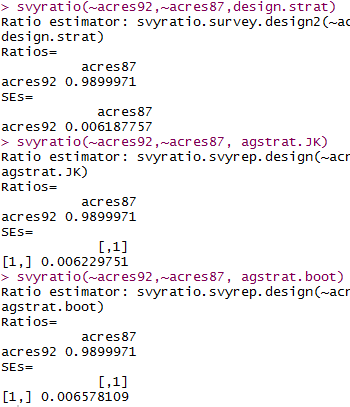 > svyratio(~acres92,~acres87,design.strat)
Ratio estimator: svyratio.survey.design2(~ac
design.strat)
Ratios=
acres87
acres92 0.9899971
SEs=
acres87
acres92 0.006187757
> svyratio(~acres92,~acres87, agstrat.JK)
Ratio estimator: svyratio.svyrep.design(~acr
agstrat.JK)
Ratios=
acres87
acres92 0.9899971
SEs=
[,1]
[1,] 0.006229751
> svyratio(~acres92,~acres87, agstrat.boot)
Ratio estimator: svyratio.svyrep.design(~acr
agstrat.boot)
Ratios=
acres87
acres92 0.9899971
SEs=
[,1]
[1,] 0.006578109